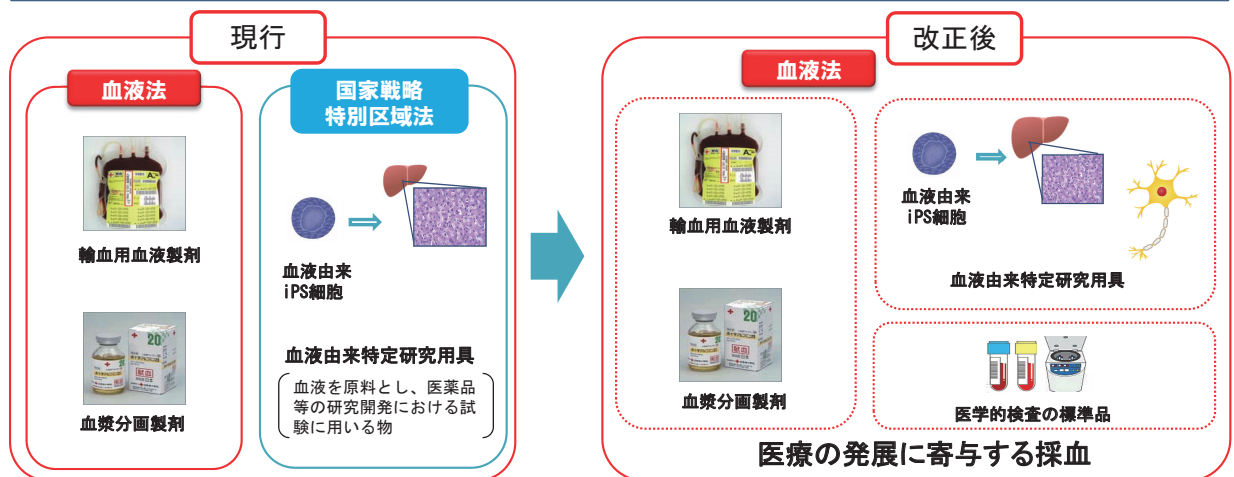 現行
血液法
国家戦略
特別区域法
輸血用血液製剤
血漿分画製剤
血液由来
iPS細胞
血液由来特定研究用具
血液を原料とし、医薬品
等の研究開発における試
験に用いる物
改正後
血液法
輸血用血液製剤
血漿分画製剤
血液由来
iPS細胞
血液由来特定研究用具
医学的検査の標準品
医療の発展に寄与する採血